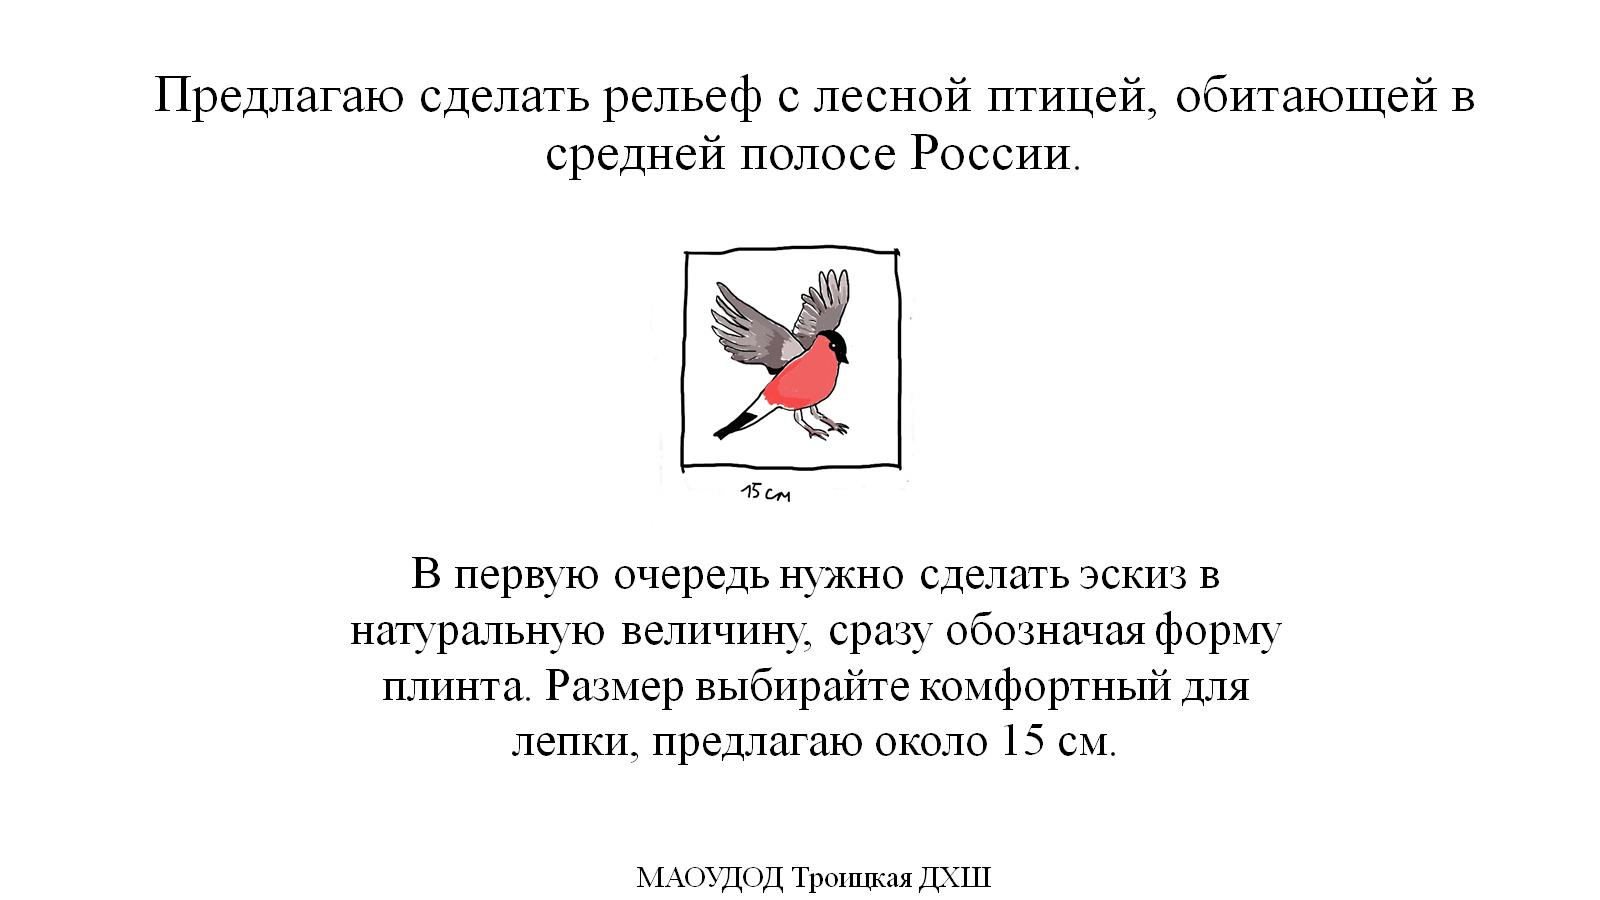 Предлагаю сделать рельеф с лесной птицей, обитающей в
средней полосе России.
15 см
В первую очередь нужно сделать эскиз в
натуральную величину, сразу обозначая форму
плинта. Размер выбирайте комфортный для
лепки, предлагаю около 15 см.
МАОУДОД Троицкая ДХШ